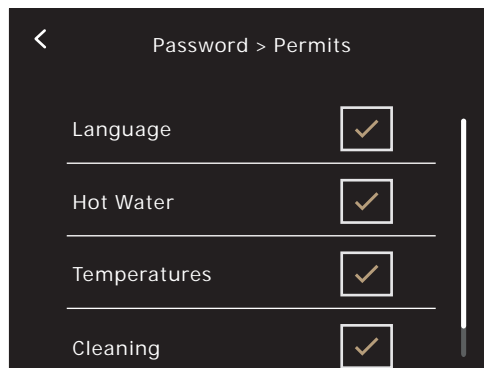 Password > Permits
Language
Hot Water
Temperatures
Cleaning